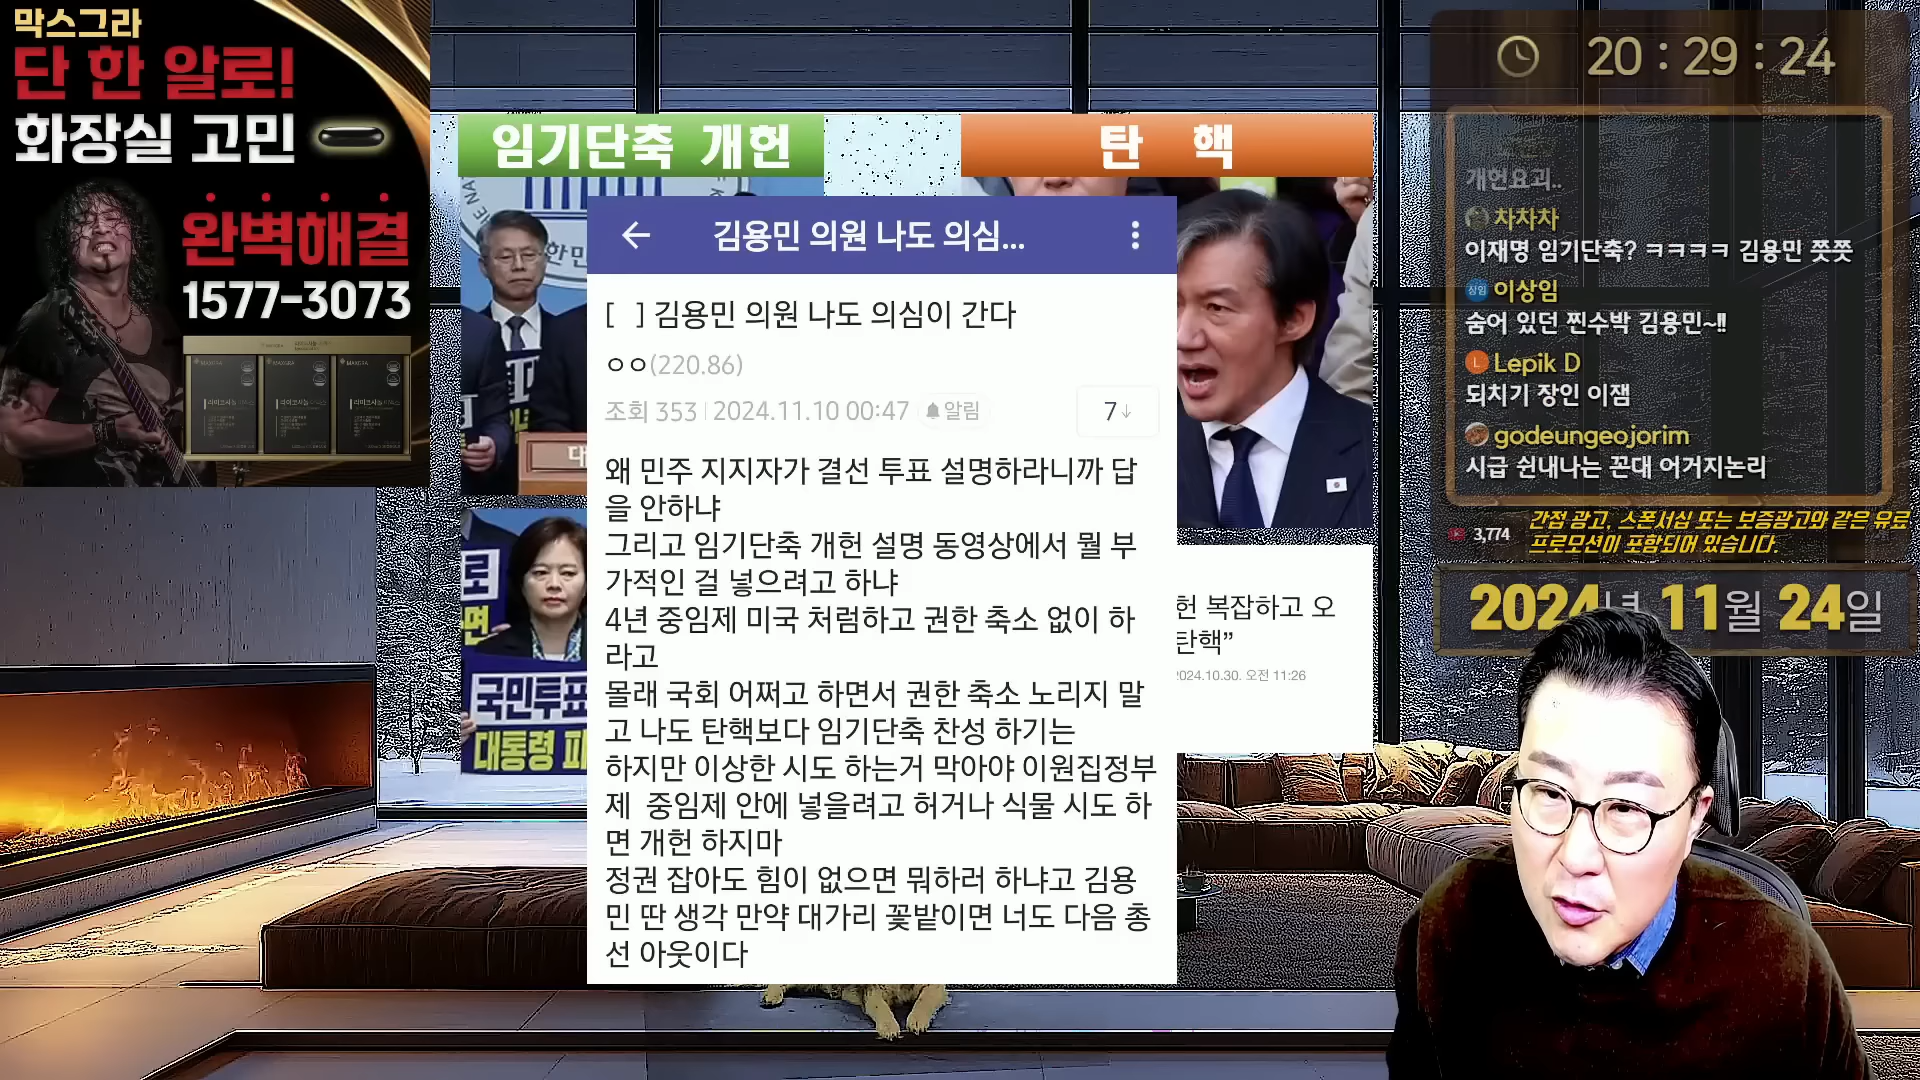 막스그라
단 한 알로!
화장실 고민
완벽해결
1577-3073
임기단축 개헌
탄 핵
로
면
국민투표
대통령 파
김용민 의원 나도 의심...
[ ] 김용민 의원 나도 의심이 간다
ㅇㅇ(220.86)
조회 353 2024.11.10 00:47 알림
7↓
왜 민주 지지자가 결선 투표 설명하라니까 답
을 안하냐
그리고 임기단축 개헌 설명 동영상에서 뭘 부
가적인 걸 넣으려고 하냐
4년 중임제 미국 처럼하고 권한 축소 없이 하
라고
몰래 국회 어쩌고 하면서 권한 축소 노리지 말
고 나도 탄핵보다 임기단축 찬성 하기는
하지만 이상한 시도 하는거 막아야 이원집정부
제 중임제 안에 넣을려고 허거나 식물 시도 하
면 개헌 하지마
정권 잡아도 힘이 없으면 뭐하러 하냐고 김용
민 딴 생각 만약 대가리 꽃밭이면 너도 다음 총
선 아웃이다
헌 복잡하고 오
탄핵”
2024.10.30. 오전 11:26
20 : 29 : 24
개헌요괴..
차차차
이재명 임기단축? ㅋㅋㅋㅋ 김용민 쯧쯧
상임 이상임
숨어 있던 찐수박 김용민~!!
L Lepik D
되치기 장인 이잼
godeungeojorim
시급 쉰내나는 꼰대 어거지논리
3,774
간접 광고, 스폰서십 또는 보증광고와 같은 유료
프로모션이 포함되어 있습니다.
2024년 11월 24일